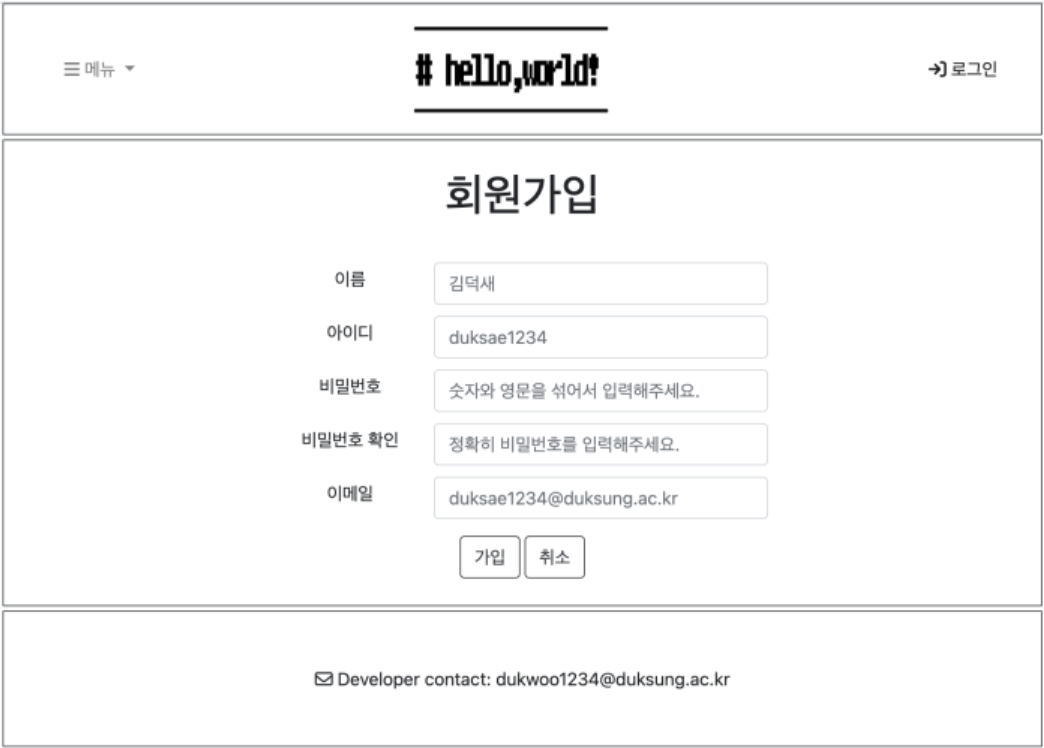 메뉴
# hello,world!
로그인
회원가입
이름
김덕새
아이디
duksae1234
비밀번호
숫자와 영문을 섞어서 입력해주세요.
비밀번호 확인
정확히 비밀번호를 입력해주세요.
이메일
duksae1234@duksung.ac.kr
가입 취소
Developer contact: dukwoo1234@duksung.ac.kr